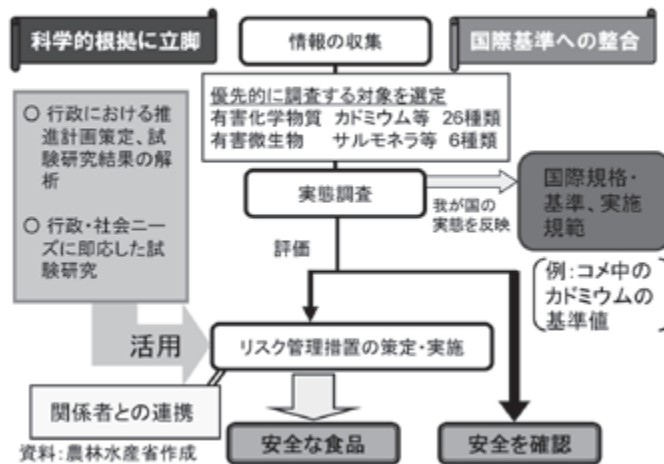 科学的根拠に立脚
情報の収集
国際基準への整合
優先的に調査する対象を選定
有害化学物質 カドミウム等 26種類
有害微生物 サルモネラ等 6種類
○ 行政における推
進計画策定、試
験研究結果の解
析
○ 行政・社会ニー
ズに即応した試
験研究
実態調査
我が国の
実態を反映
国際規格・
基準、実施
規範
評価
例:コメ中の
カドミウムの
基準値
活用
リスク管理措置の策定・実施
関係者との連携
安全な食品
安全を確認
資料:農林水産省作成